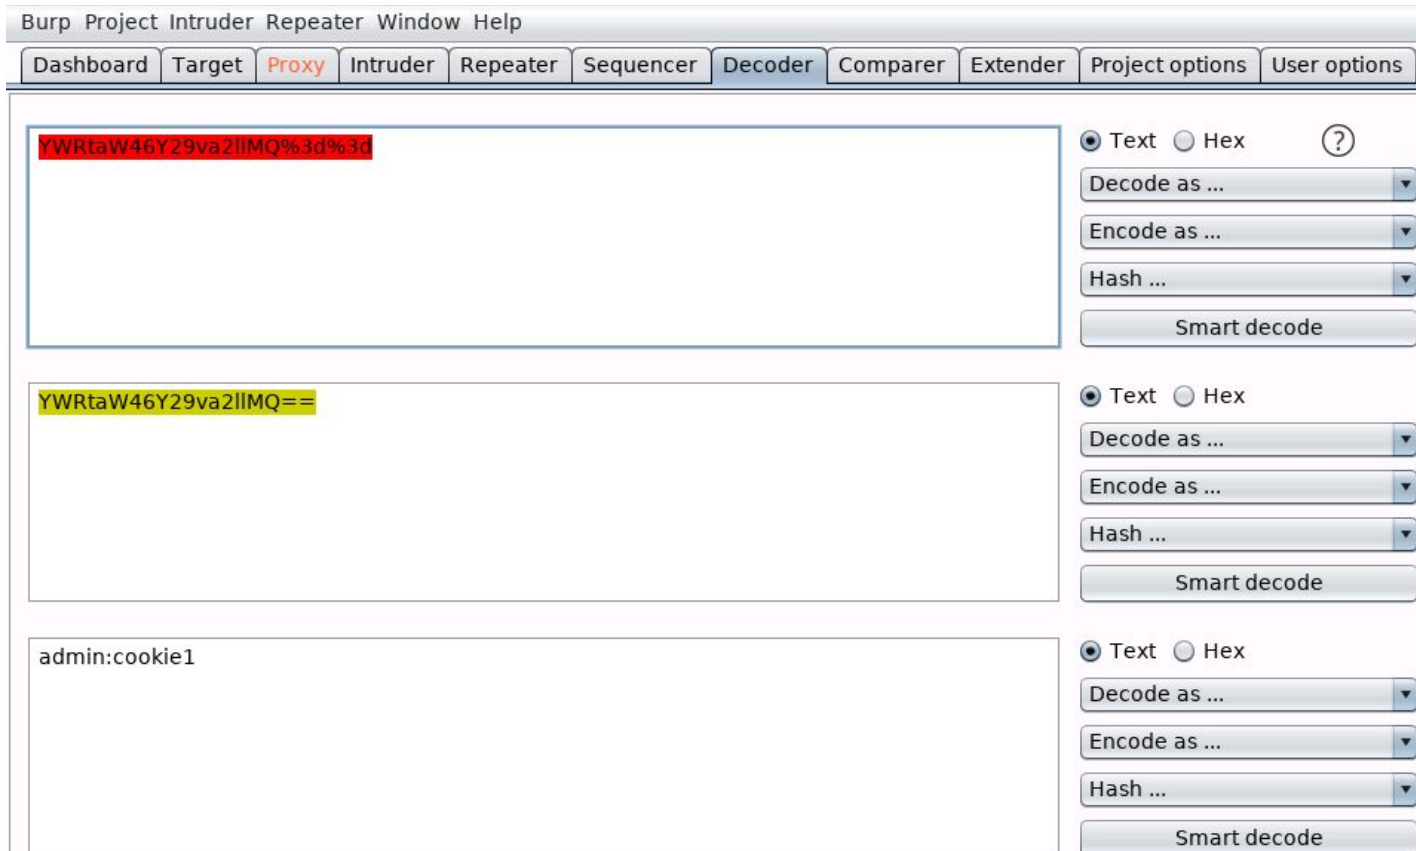 Burp Project Intruder Repeater Window Help
Dashboard Target Proxy Intruder Repeater Sequencer Decoder Comparer Extender Project options User options
YWRtaW46Y29va2llMQ%3d%3d
Text Hex ?
Decode as ...
Encode as ...
Hash ...
Smart decode
YWRtaW46Y29va2llMQ==
Text Hex
Decode as ...
Encode as ...
Hash ...
Smart decode
admin:cookie1
Text Hex
Decode as ...
Encode as ...
Hash ...
Smart decode